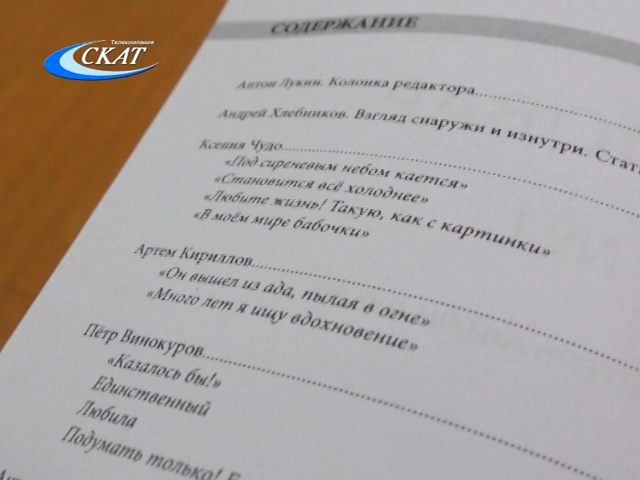 Телекомпания
СКАТ
СОДЕРЖАНИЕ
Антон Лукин. Колонка редактора
Андрей Хлебников. Взгляд снаружи и изнутри.
Ксения Чудо
«Под сиреневым небом кается»
«Становится всё холоднее»
«Любите жизнь! Такую, как с картинки»
«В моём мире бабочки»
Артем Кириллов
«Он вышел из ада, пылая в огне»
«Много лет я ищу вдохновение»
Пётр Винокуров
«Казалось бы!»
Единственный
Любила
Подумать только!